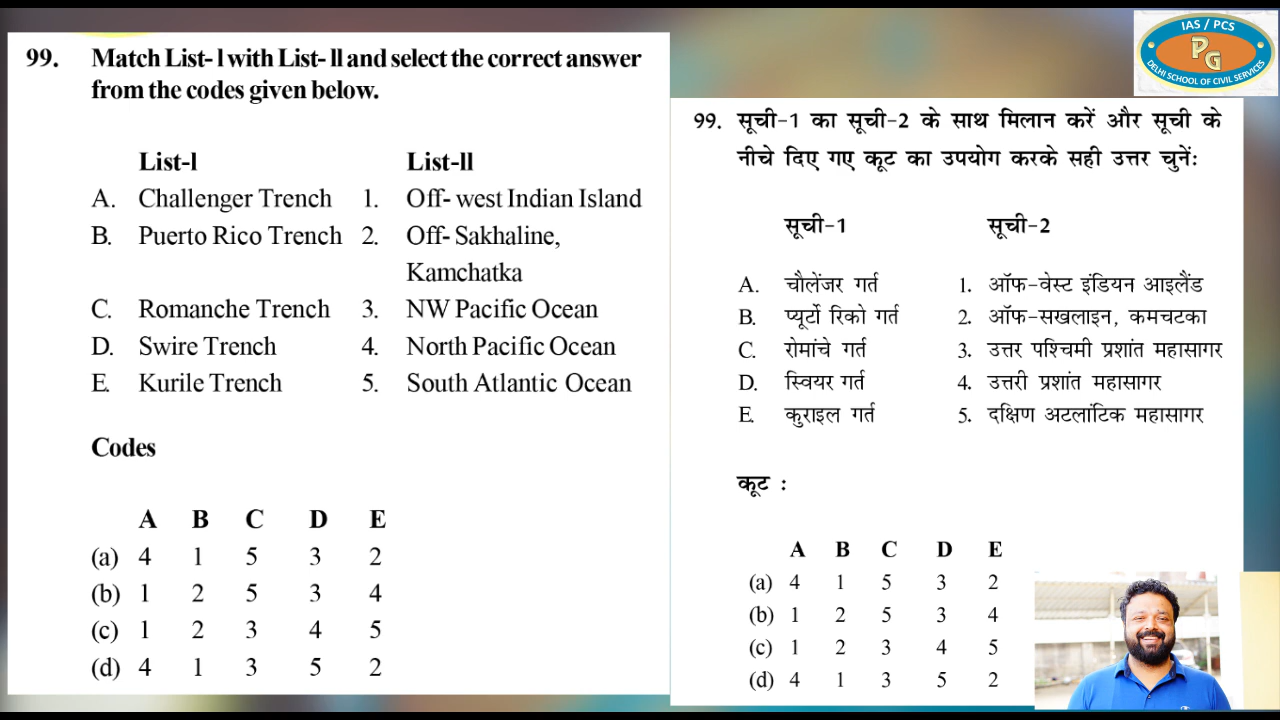 IAS / PCS
PG
DELHI SCHOOL OF CIVIL SERVICES
99. Match List- l with List- ll and select the correct answer
from the codes given below.
List-l List-ll
A. Challenger Trench 1. Off- west Indian Island
B. Puerto Rico Trench 2. Off- Sakhaline,
Kamchatka
C. Romanche Trench 3. NW Pacific Ocean
D. Swire Trench 4. North Pacific Ocean
E. Kurile Trench 5. South Atlantic Ocean
Codes
A B C D E
(a) 4 1 5 3 2
(b) 1 2 5 3 4
(c) 1 2 3 4 5
(d) 4 1 3 5 2
99. सूची-1 का सूची-2 के साथ मिलान करें और सूची के
नीचे दिए गए कूट का उपयोग करके सही उत्तर चुनेंः
सूची-1 सूची-2
A. चौलेंजर गर्त 1. ऑफ-वेस्ट इंडियन आइलैंड
B. प्यूर्टो रिको गर्त 2. ऑफ-सखलाइन, कमचटका
C. रोमांचे गर्त 3. उत्तर पश्चिमी प्रशांत महासागर
D. स्वियर गर्त 4. उत्तरी प्रशांत महासागर
E. कुराइल गर्त 5. दक्षिण अटलांटिक महासागर
कूट :
A B C D E
(a) 4 1 5 3 2
(b) 1 2 5 3 4
(c) 1 2 3 4 5
(d) 4 1 3 5 2